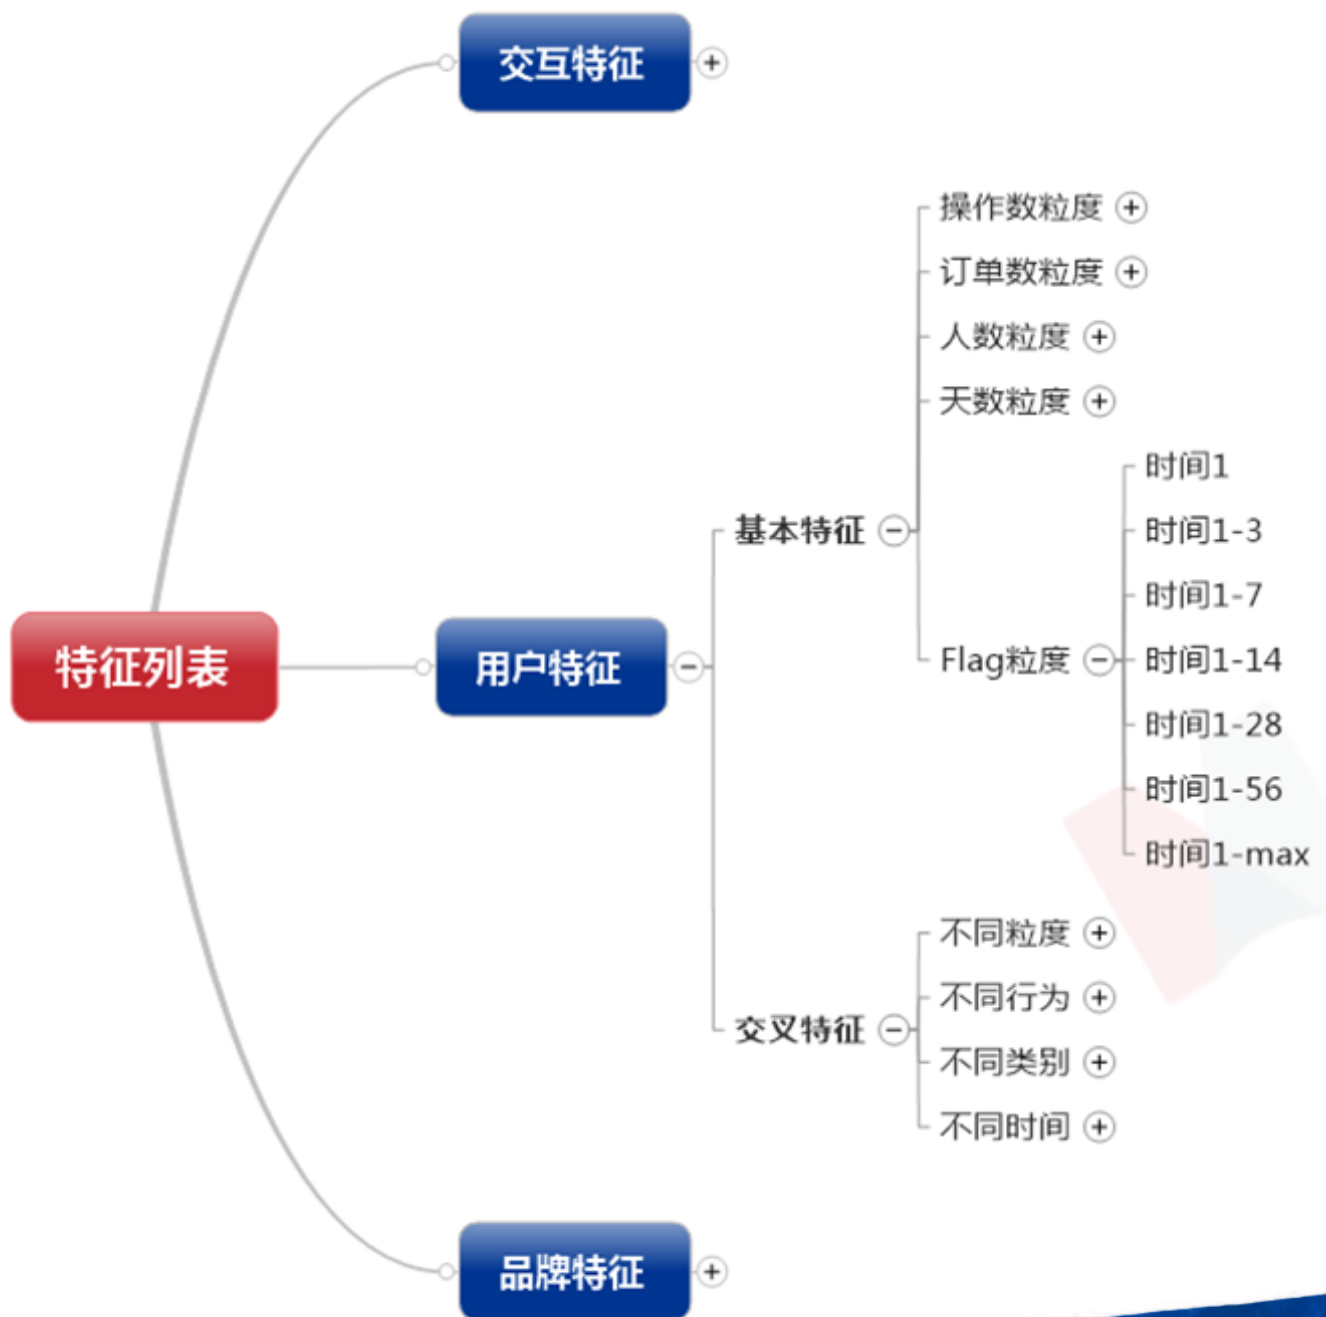 交互特征
操作数粒度
订单数粒度
人数粒度
天数粒度
时间1
基本特征
时间1-3
时间1-7
特征列表
用户特征
Flag粒度
时间1-14
时间1-28
时间1-56
时间1-max
不同粒度
不同行为
交叉特征
不同类别
不同时间
品牌特征